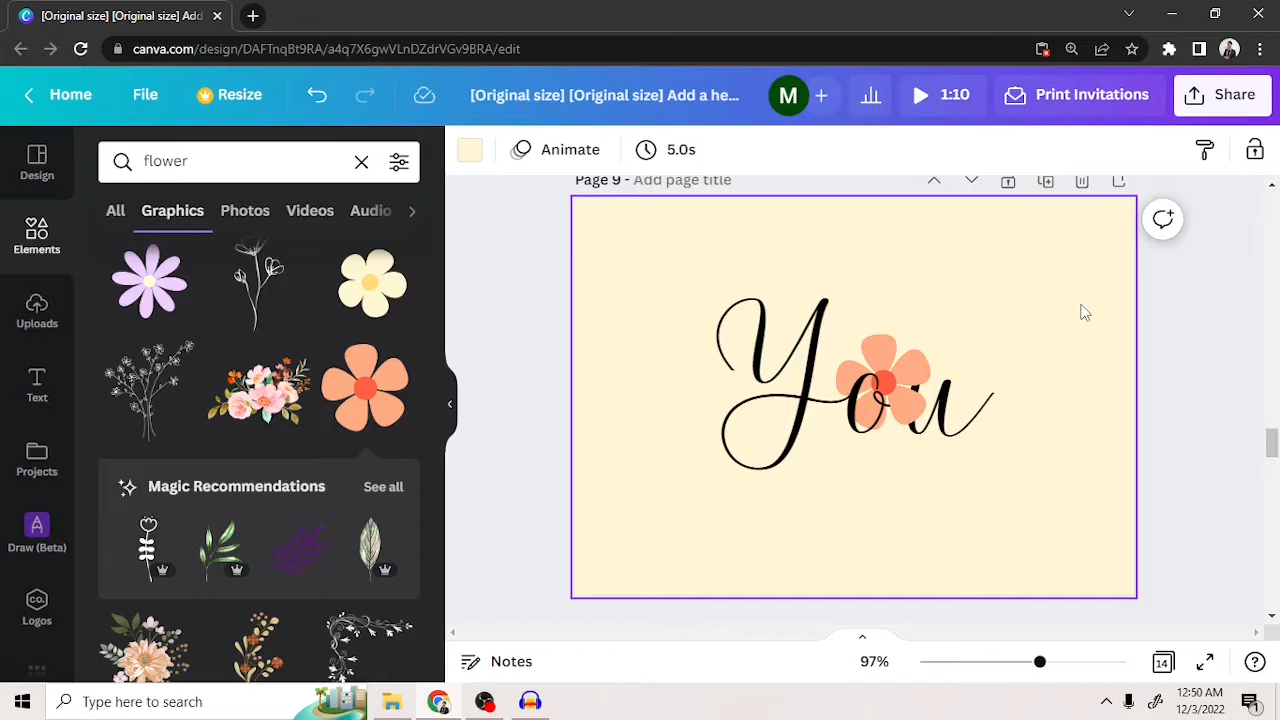 [Original size] [Original size] Add
canva.com/design/DAFTnqBt9RA/a4q7X6gwVLnDZdrVGv9BRA/edit
Home File Resize [Original size] [Original size] Add a he... M 1:10 Print Invitations Share
Design
Elements
Uploads
Text
Projects
Draw (Beta)
CO.
Logos
flower
All Graphics Photos Videos Audio
Magic Recommendations See all
Animate 5.0s
Page 9 - Add page title
You
Notes 97% 14
Type here to search
12:50 AM
12/3/2022
1